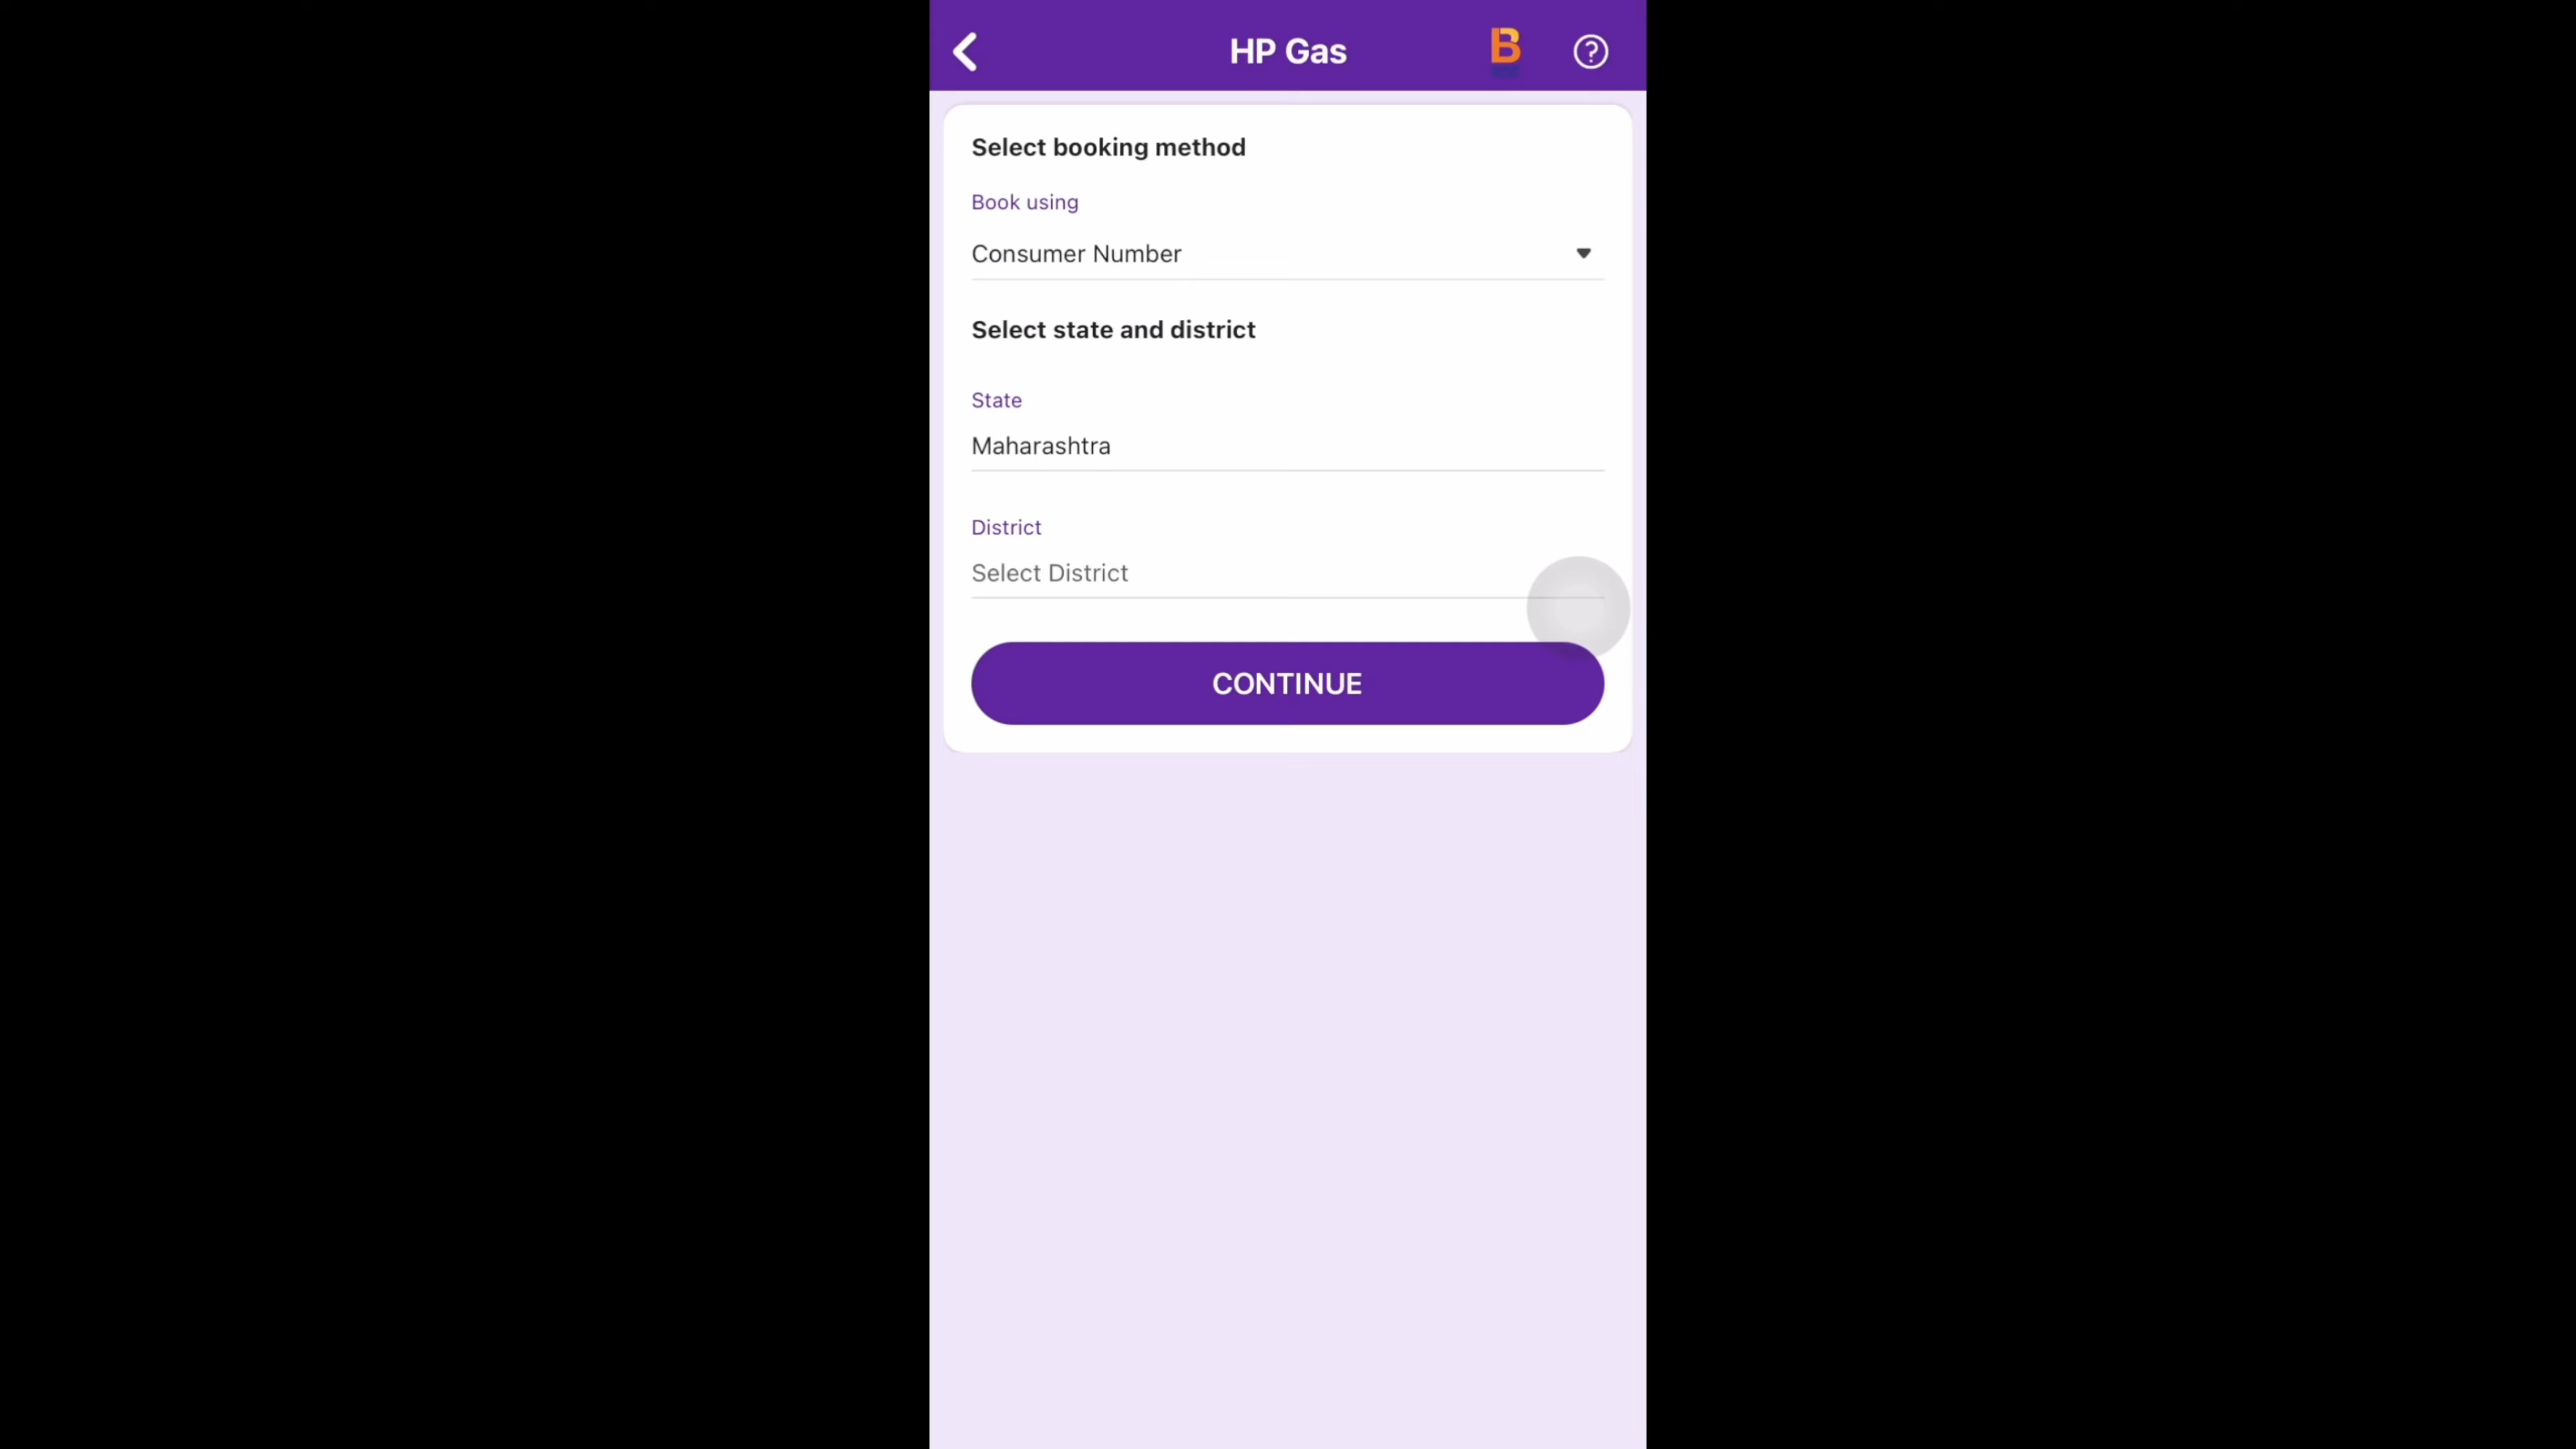 HP Gas
Select booking method
Book using
Consumer Number
Select state and district
State
Maharashtra
District
Select District
CONTINUE